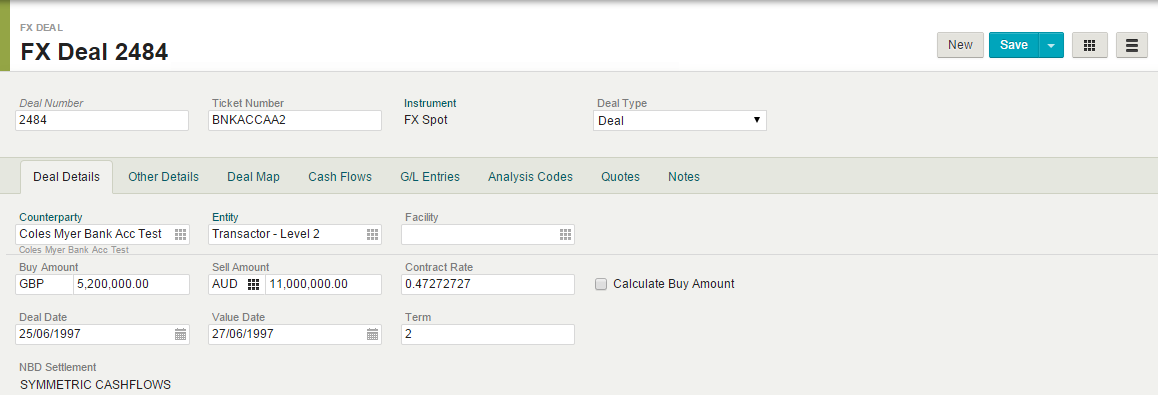 FX DEAL
FX Deal 2484
New Save
Deal Number Ticket Number Instrument Deal Type
2484 BNKACCAA2 FX Spot Deal
Deal Details Other Details Deal Map Cash Flows G/L Entries Analysis Codes Quotes Notes
Counterparty Entity Facility
Coles Myer Bank Acc Test Transactor - Level 2
Coles Myer Bank Acc Test
Buy Amount Sell Amount Contract Rate
GBP 5,200,000.00 AUD 11,000,000.00 0.47272727 Calculate Buy Amount
Deal Date Value Date Term
25/06/1997 27/06/1997 2
NBD Settlement
SYMMETRIC CASHFLOWS